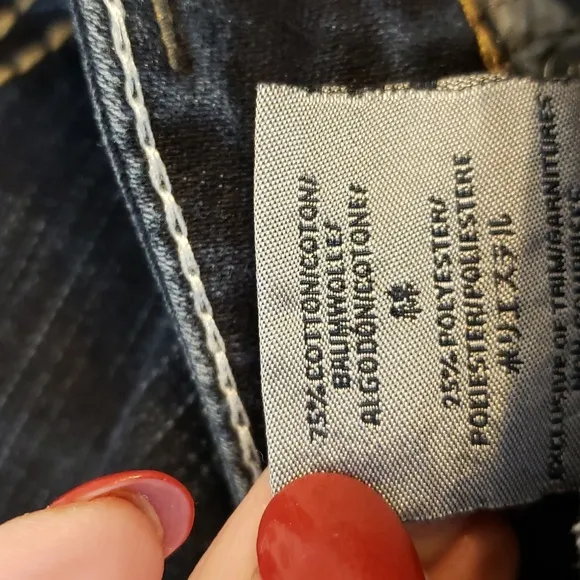 75% COTTON/COTON/
BAUMWOLLE/
ALGODÓN/COTONE/
綿
25% POLYESTER/
POLIESTER/POLIESTERE
ポリエステル
EXCLUSIVE OF TRIM/GARNITURES